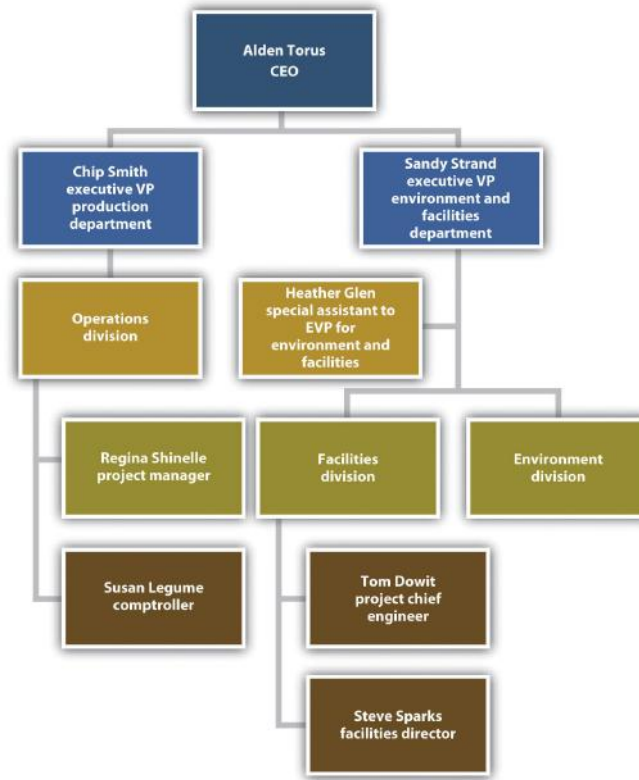 Alden Torus
CEO
Chip Smith
executive VP
production
department
Sandy Strand
executive VP
environment and
facilities
department
Operations
division
Heather Glen
special assistant to
EVP for
environment and
facilities
Regina Shinelle
project manager
Facilities
division
Environment
division
Susan Legume
comptroller
Tom Dowit
project chief
engineer
Steve Sparks
facilities director